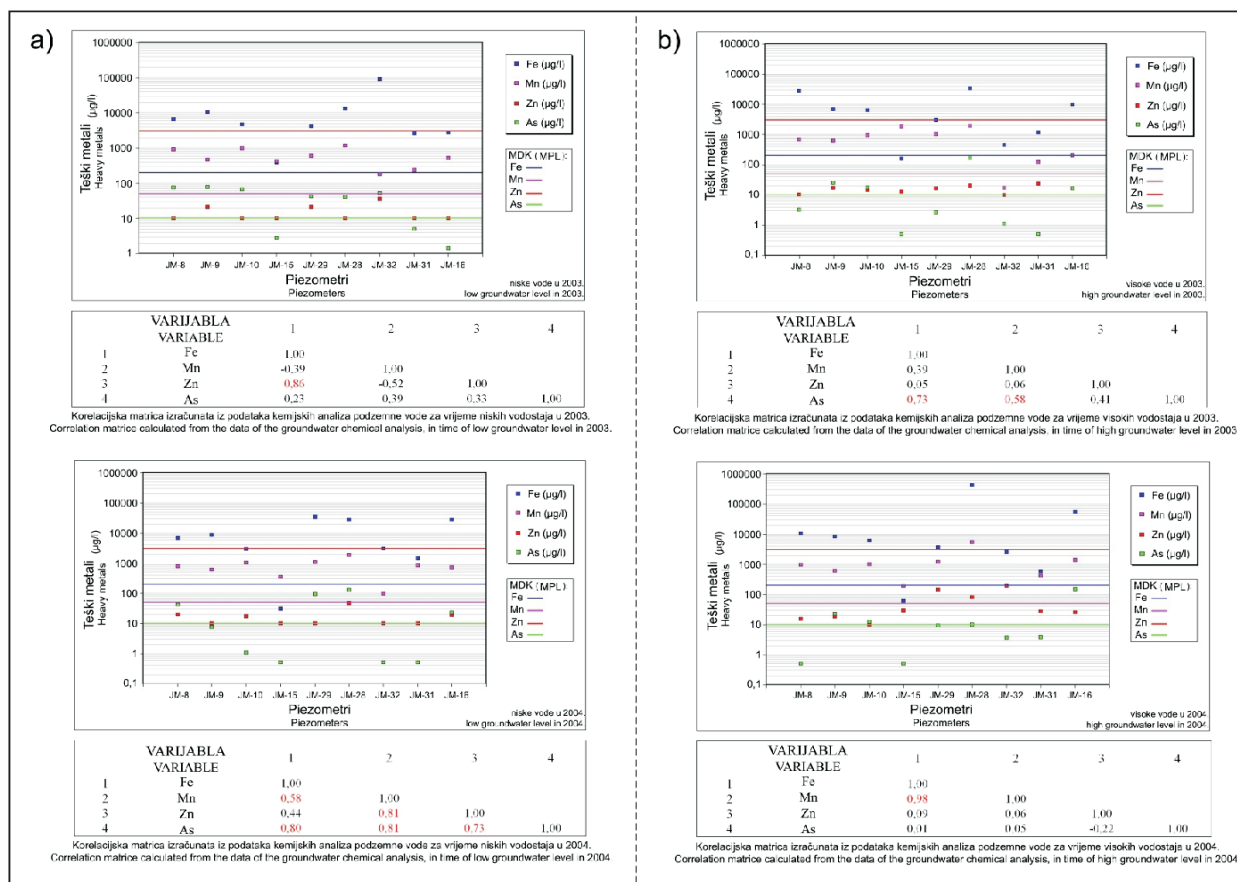 a)
1000000
100000
10000
1000
100
10
1
Teški metali (µg/l)
Heavy metals
Fe (µg/l)
Mn (µg/l)
Zn (µg/l)
As (µg/l)
MDK (MPL):
Fe
Mn
Zn
As
JM-8 JM-9 JM-10 JM-15 JM-29 JM-28 JM-32 JM-31 JM-16
Piezometri
Piezometers
niske vode u 2003.
low groundwater level in 2003.
VARIJABLA 1 2 3 4
VARIABLE
1 Fe 1,00
2 Mn -0,39 1,00
3 Zn 0,86 -0,52 1,00
4 As 0,23 0,39 0,33 1,00
Korelacijska matrica izračunata iz podataka kemijskih analiza podzemne vode za vrijeme niskih vodostaja u 2003.
Correlation matrice calculated from the data of the groundwater chemical analysis, in time of low groundwater level in 2003.
1000000
100000
10000
1000
100
10
1
0,1
Teški metali (µg/l)
Heavy metals
Fe (µg/l)
Mn (µg/l)
Zn (µg/l)
As (µg/l)
MDK (MPL):
Fe
Mn
Zn
As
JM-8 JM-9 JM-10 JM-15 JM-29 JM-28 JM-32 JM-31 JM-16
Piezometri
Piezometers
niske vode u 2004.
low groundwater level in 2004.
VARIJABLA 1 2 3 4
VARIABLE
1 Fe 1,00
2 Mn 0,58 1,00
3 Zn 0,44 0,81 1,00
4 As 0,80 0,81 0,73 1,00
Korelacijska matrica izračunata iz podataka kemijskih analiza podzemne vode za vrijeme niskih vodostaja u 2004.
Correlation matrice calculated from the data of the groundwater chemical analysis, in time of low groundwater level in 2004.
b)
1000000
100000
10000
1000
100
10
1
0,1
Teški metali (µg/l)
Heavy metals
Fe (µg/l)
Mn (µg/l)
Zn (µg/l)
As (µg/l)
MDK (MPL):
Fe
Mn
Zn
As
JM-8 JM-9 JM-10 JM-15 JM-29 JM-28 JM-32 JM-31 JM-16
Piezometri
Piezometers
visoke vode u 2003.
high groundwater level in 2003.
VARIJABLA 1 2 3 4
VARIABLE
1 Fe 1,00
2 Mn 0,39 1,00
3 Zn 0,05 0,06 1,00
4 As 0,73 0,58 0,41 1,00
Korelacijska matrica izračunata iz podataka kemijskih analiza podzemne vode za vrijeme visokih vodostaja u 2003.
Correlation matrice calculated from the data of the groundwater chemical analysis, in time of high groundwater level in 2003
1000000
100000
10000
1000
100
10
1
0,1
Teški metali (µg/l)
Heavy metals
Fe (µg/l)
Mn (µg/l)
Zn (µg/l)
As (µg/l)
MDK (MPL):
Fe
Mn
Zn
As
JM-8 JM-9 JM-10 JM-15 JM-29 JM-28 JM-32 JM-31 JM-16
Piezometri
Piezometers
visoke vode u 2004
high groundwater level in 2004
VARIJABLA 1 2 3 4
VARIABLE
1 Fe 1,00
2 Mn 0,98 1,00
3 Zn 0,09 0,06 1,00
4 As 0,01 0,05 -0,22 1,00
Korelacijska matrica izračunata iz podataka kemijskih analiza podzemne vode za vrijeme visokih vodostaja u 2004.
Correlation matrice calculated from the data of the groundwater chemical analysis, in time of high groundwater level in 2004